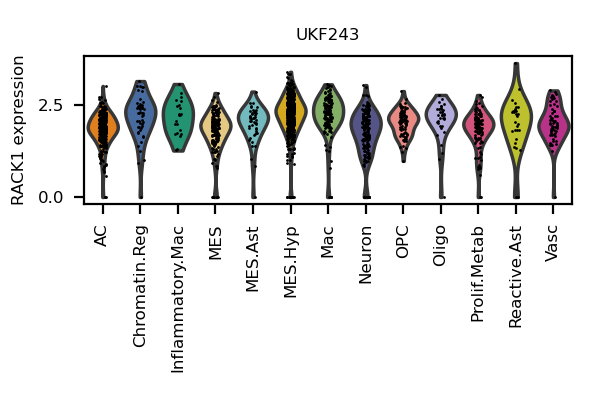 UKF243
RACK1 expression
2.5
0.0
AC
Chromatin.Reg
Inflammatory.Mac
MES
MES.Ast
MES.Hyp
Mac
Neuron
OPC
Oligo
Prolif.Metab
Reactive.Ast
Vasc